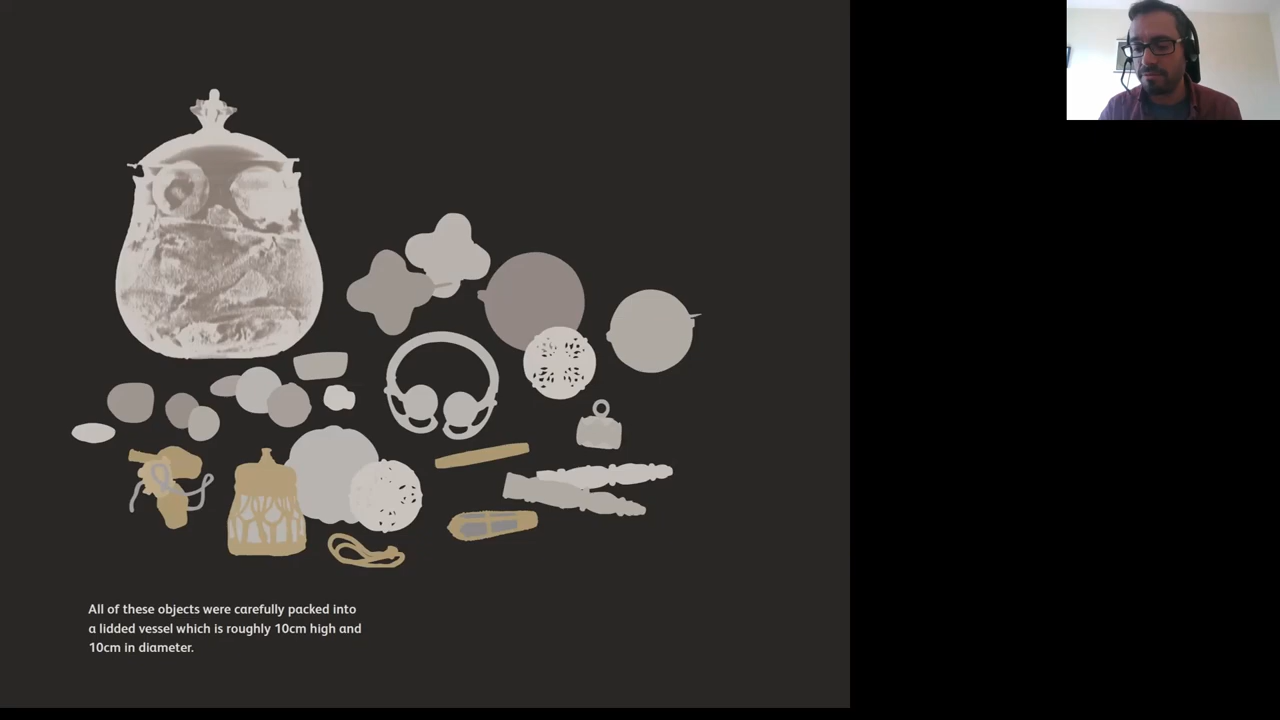 All of these objects were carefully packed into
a lidded vessel which is roughly 10cm high and
10cm in diameter.